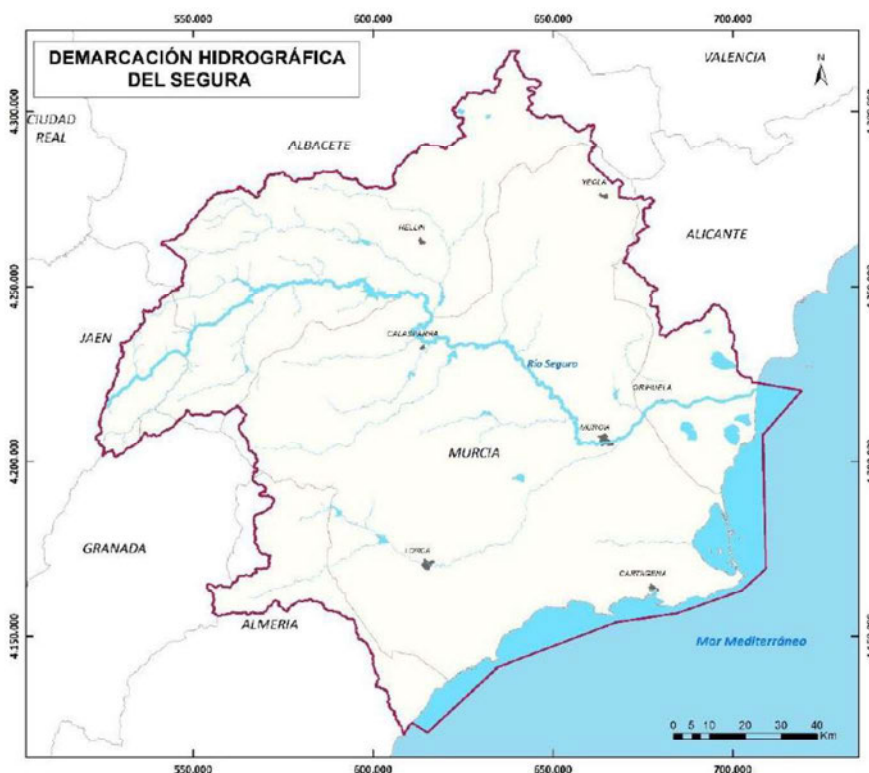 550.000 600.000 650.000 700.000
DEMARCACIÓN HIDROGRÁFICA
DEL SEGURA
VALENCIA
N
4.300.000
CIUDAD
REAL
ALBACETE
YECLA
HELLIN
ALICANTE
4.250.000
JAEN
CALASPARRA
Río Segura
ORIHUELA
MURCIA
MURCIA
4.200.000
GRANADA
LORCA
CARTAGENA
ALMERIA
4.150.000
Mar Mediterráneo
0 5 10 20 30 40
Km
550.000 600.000 650.000 700.000